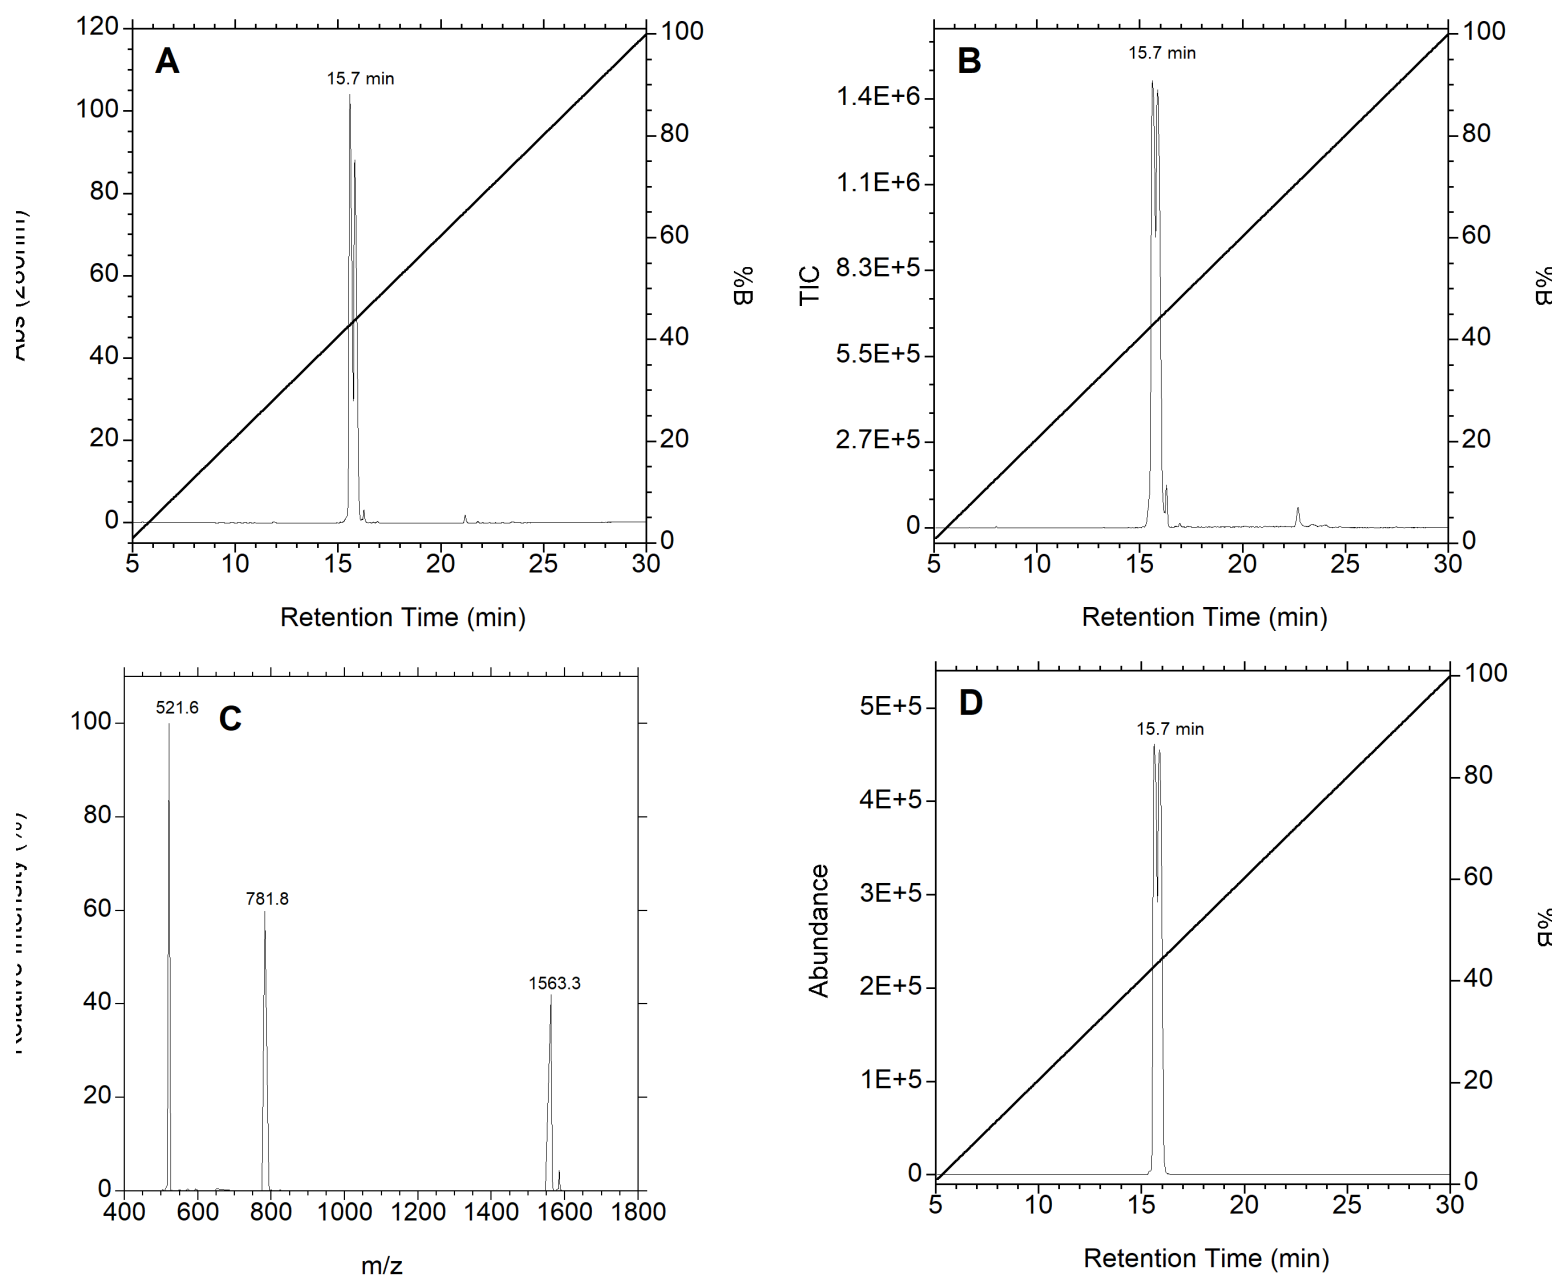 A
15.7 min
120
100
80
60
40
20
0
100
80
60
40
20
0
%B
5 10 15 20 25 30
Retention Time (min)
B
15.7 min
TIC
1.4E+6
1.1E+6
8.3E+5
5.5E+5
2.7E+5
0
100
80
60
40
20
0
%B
5 10 15 20 25 30
Retention Time (min)
C
521.6
781.8
1563.3
100
80
60
40
20
0
Relative Intensity (%)
400 600 800 1000 1200 1400 1600 1800
m/z
D
15.7 min
Abundance
5E+5
4E+5
3E+5
2E+5
1E+5
0
100
80
60
40
20
0
%B
5 10 15 20 25 30
Retention Time (min)